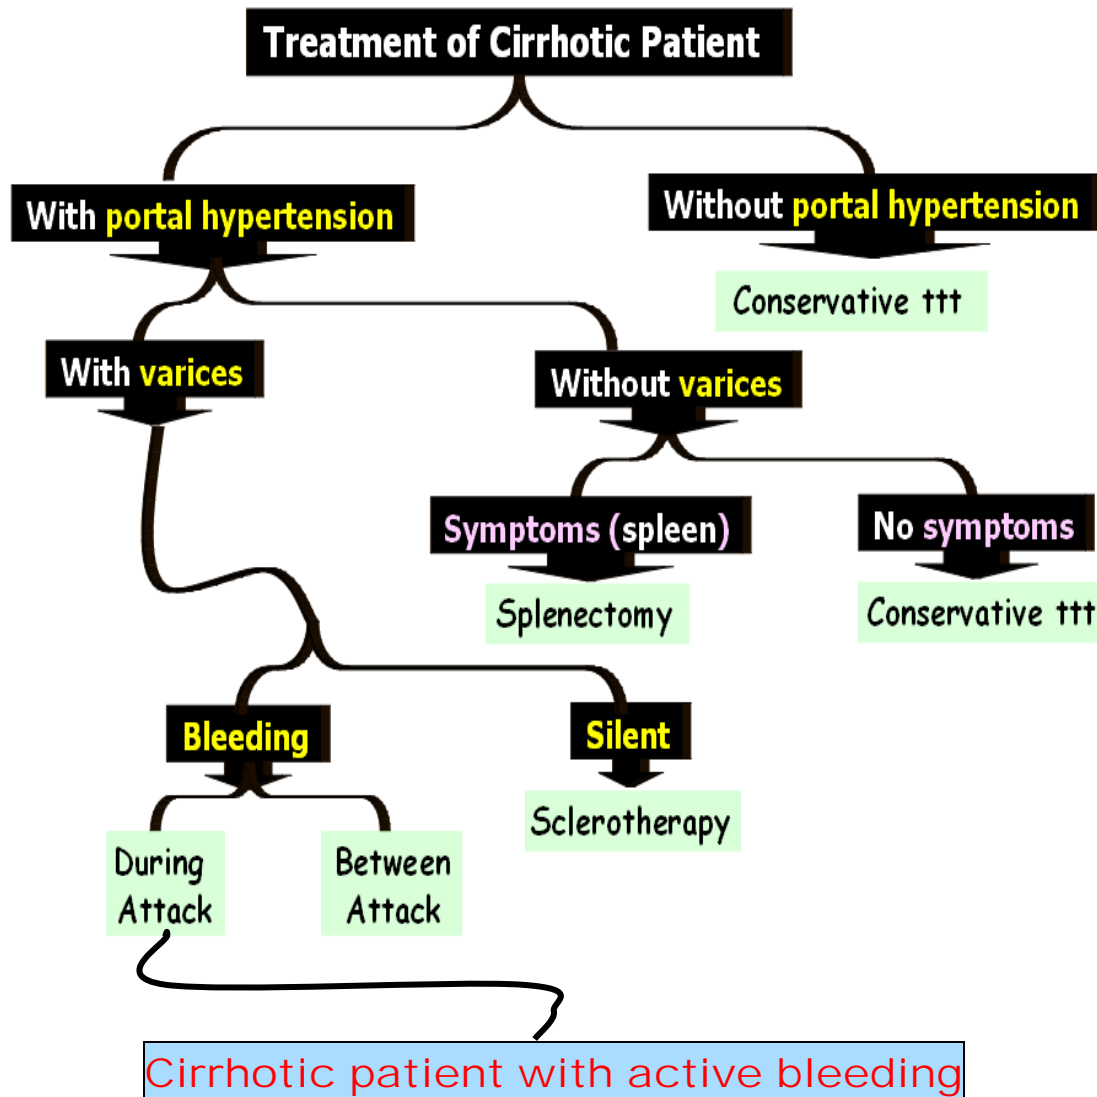 Treatment of Cirrhotic Patient
With portal hypertension
Without portal hypertension
Conservative ttt
With varices
Without varices
Symptoms (spleen)
No symptoms
Splenectomy
Conservative ttt
Bleeding
Silent
Sclerotherapy
During
Attack
Between
Attack
Cirrhotic patient with active bleeding